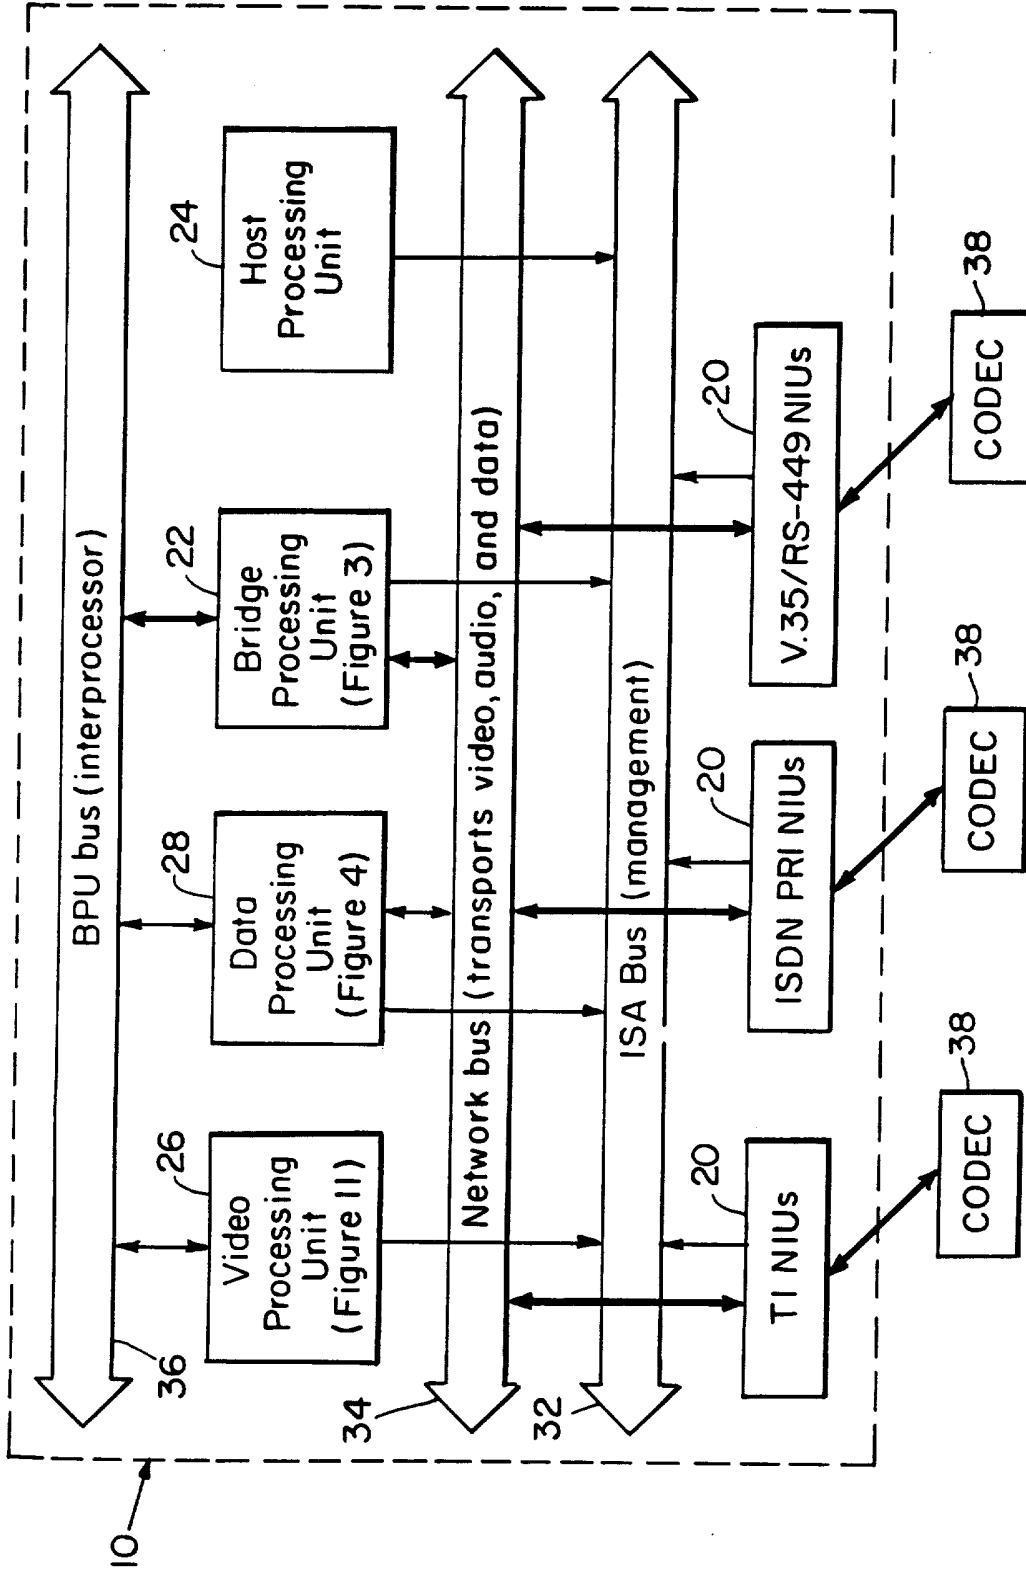 10
BPU bus (interprocessor)
36
26
28
22
24
Video
Processing
Unit
(Figure 11)
Data
Processing
Unit
(Figure 4)
Bridge
Processing
Unit
(Figure 3)
Host
Processing
Unit
34
Network bus (transports video, audio, and data)
32
ISA Bus (management)
20
20
20
T1 NIUs
ISDN PRI NIUs
V.35/RS-449 NIUs
38
38
38
CODEC
CODEC
CODEC